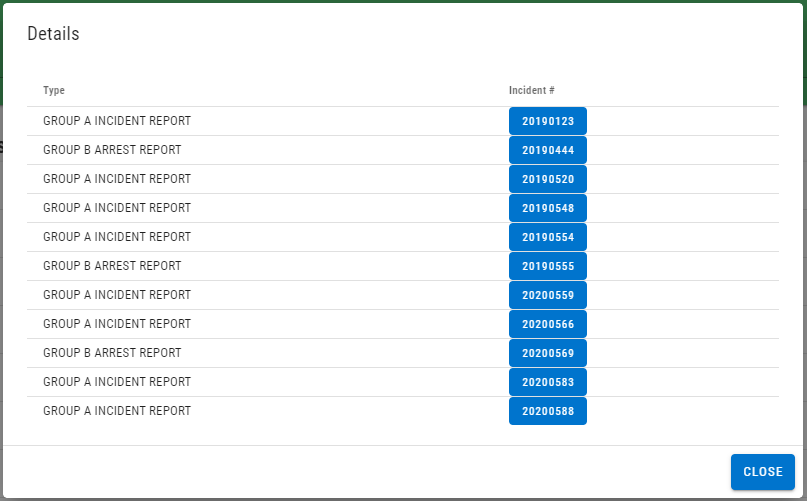 Details
Type Incident #
GROUP A INCIDENT REPORT 20190123
GROUP B ARREST REPORT 20190444
GROUP A INCIDENT REPORT 20190520
GROUP A INCIDENT REPORT 20190548
GROUP A INCIDENT REPORT 20190554
GROUP B ARREST REPORT 20190555
GROUP A INCIDENT REPORT 20200559
GROUP A INCIDENT REPORT 20200566
GROUP B ARREST REPORT 20200569
GROUP A INCIDENT REPORT 20200583
GROUP A INCIDENT REPORT 20200588
CLOSE